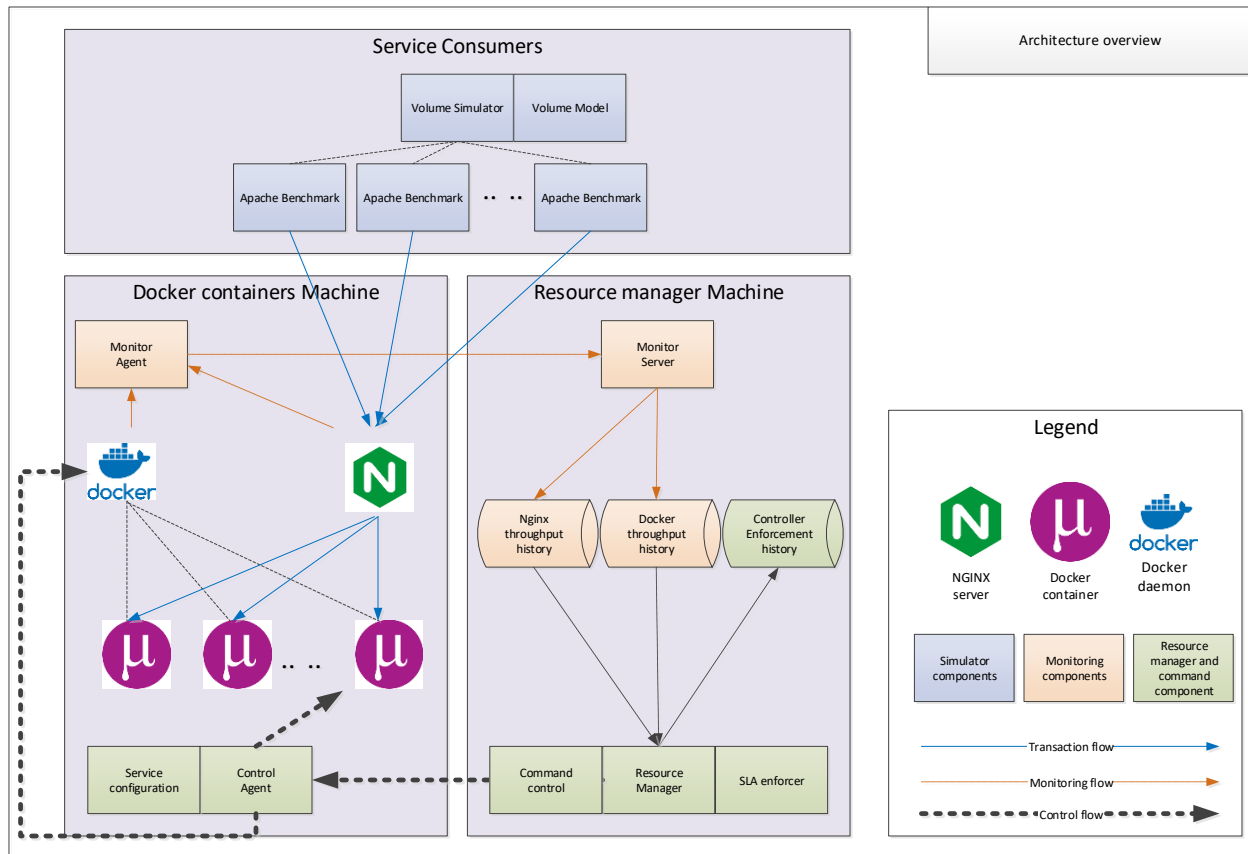 Architecture overview
Service Consumers
Volume Simulator
Volume Model
Apache Benchmark
Apache Benchmark
.. ..
Apache Benchmark
Docker containers Machine
Resource manager Machine
Monitor
Agent
Monitor
Server
docker
N
Nginx
throughput
history
Docker
throughput
history
Controller
Enforcement
history
µ
µ
.. ..
µ
Service
configuration
Control
Agent
Command
control
Resource
Manager
SLA enforcer
Legend
N
µ
docker
NGINX
server
Docker
container
Docker
daemon
Simulator
components
Monitoring
components
Resource
manager and
command
component
Transaction flow
Monitoring flow
Control flow